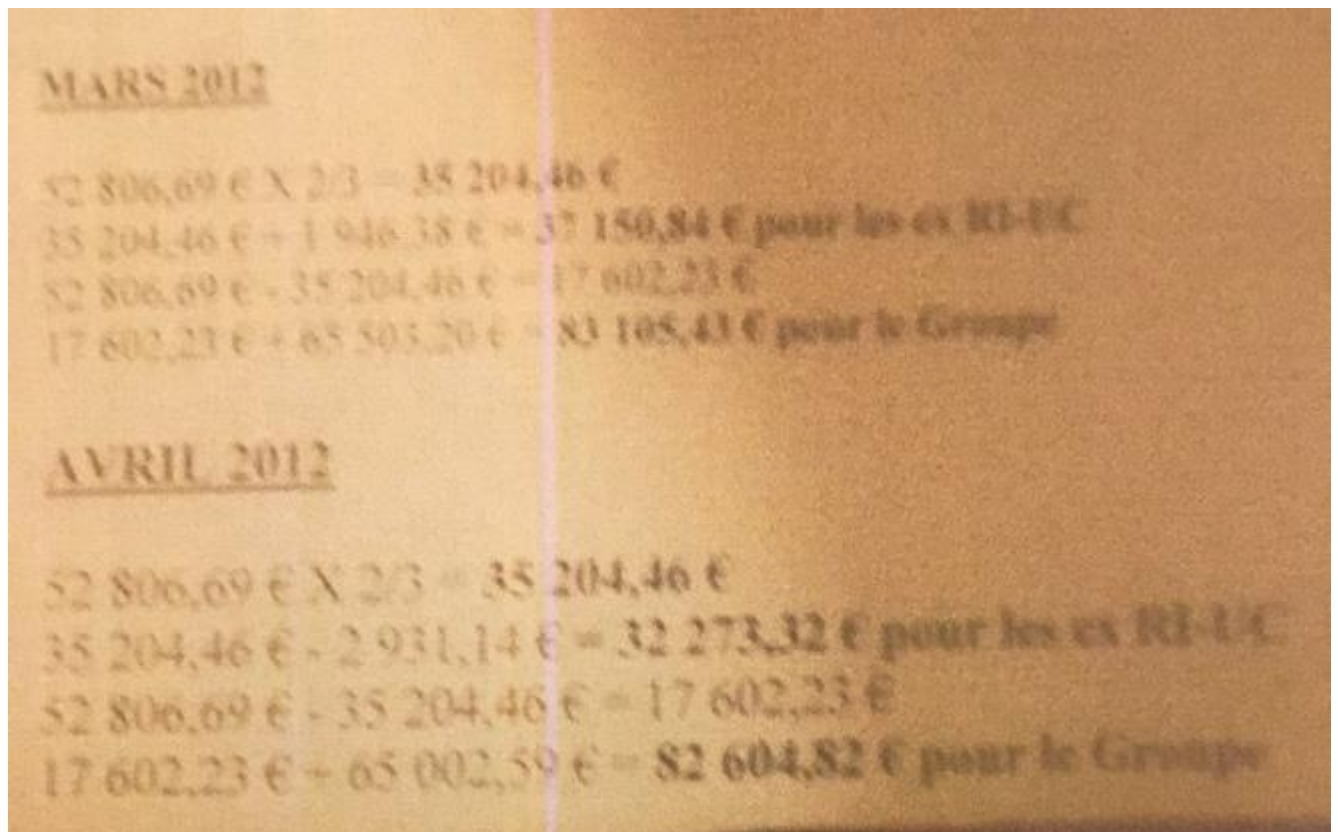 MARS 2012
52 806,69 € X 2/3 = 35 204,46 €
35 204,46 € + 1 946,38 € = 37 150,84 € pour les ex RI-UC
52 806,69 € - 35 204,46 € = 17 602,23 €
17 602,23 € + 65 503,20 € = 83 105,43 € pour le Groupe
AVRIL 2012
52 806,69 € X 2/3 = 35 204,46 €
35 204,46 € - 2 931,14 € = 32 273,32 € pour les ex RI-UC
52 806,69 € - 35 204,46 € = 17 602,23 €
17 602,23 € + 65 002,59 € = 82 604,82 € pour le Groupe